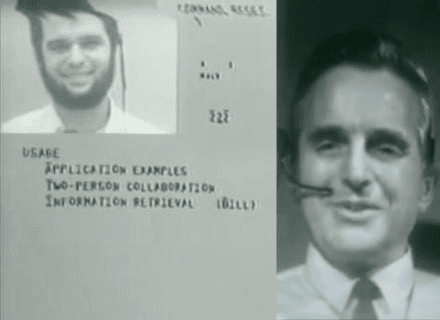 COMMAND RESET
USAGE
APPLICATION EXAMPLES
TWO-PERSON COLLABORATION
INFORMATION RETRIEVAL (BILL)